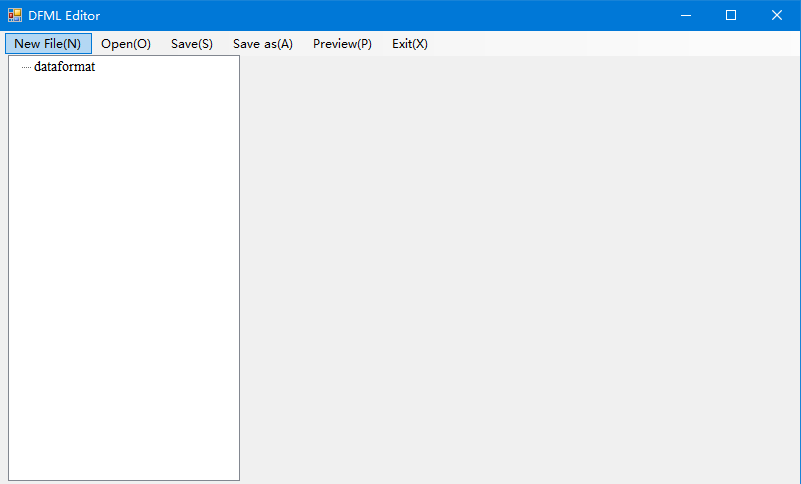 DFML Editor
New File(N) Open(O) Save(S) Save as(A) Preview(P) Exit(X)
dataformat